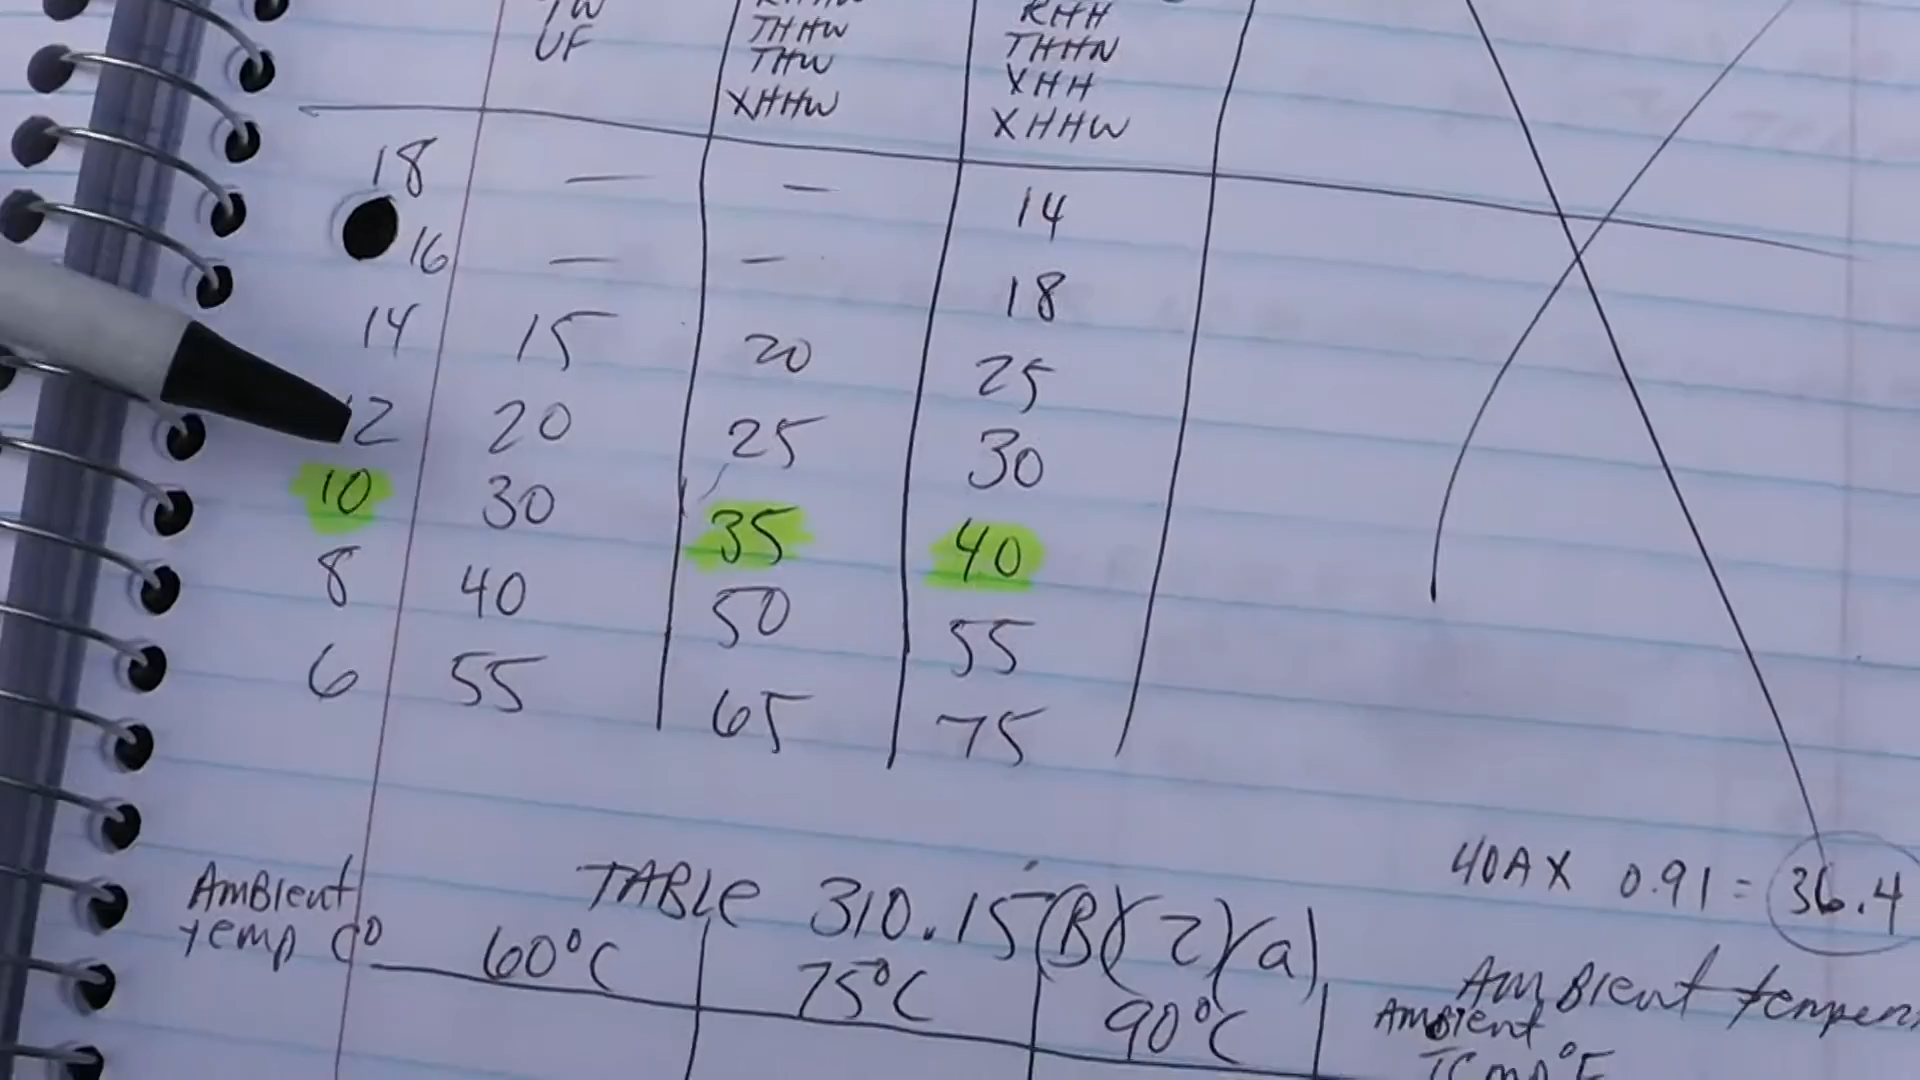 TW RHH
UF THHW THHN
THW XHH
XHHW XHHW
18 — — 14
16 — — 18
14 15 20 25
12 20 25 30
10 30 35 40
8 40 50 55
6 55 65 75
40A X 0.91 = 36.4
Ambient TABLE 310.15(B)(2)(a)
temp C° 60°C 75°C 90°C
Ambient
Ambient
Temp °F